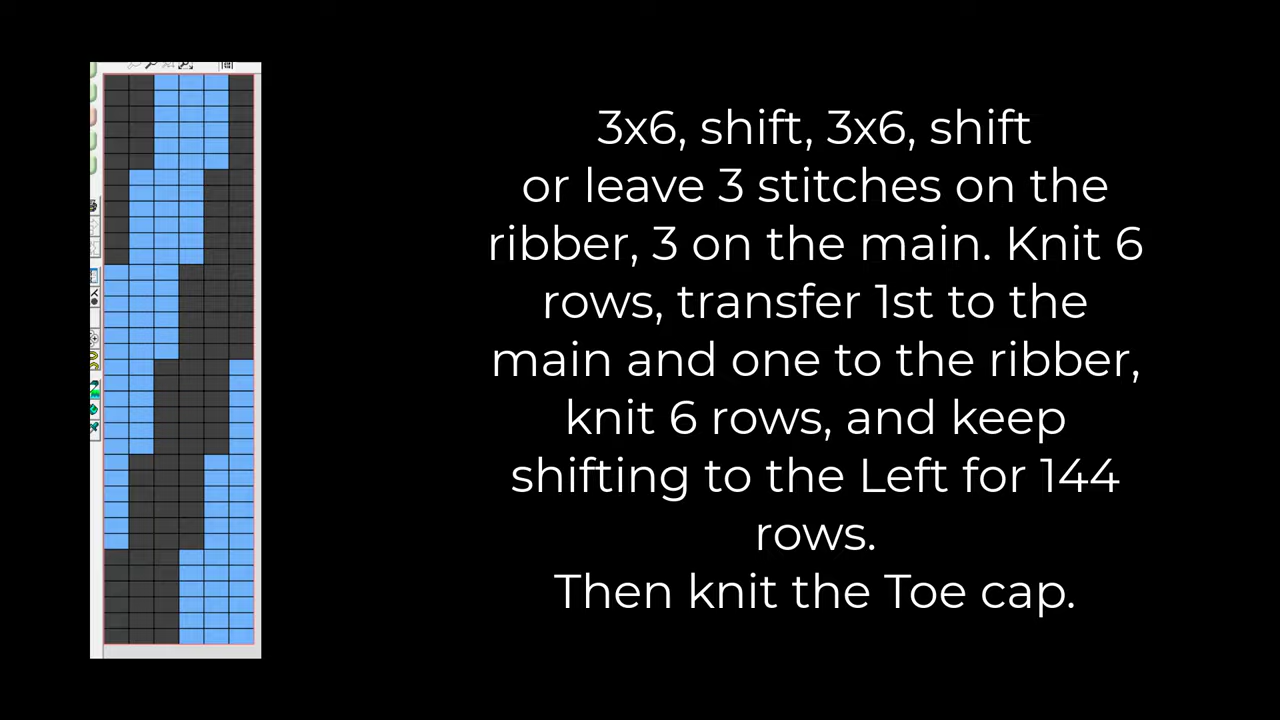 3x6, shift, 3x6, shift
or leave 3 stitches on the
ribber, 3 on the main. Knit 6
rows, transfer 1st to the
main and one to the ribber,
knit 6 rows, and keep
shifting to the Left for 144
rows.
Then knit the Toe cap.